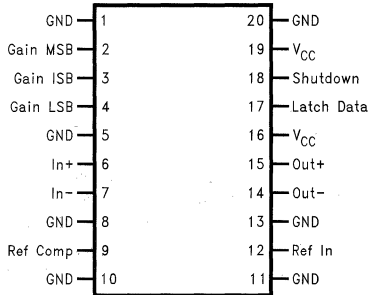 GND 1 20 GND
Gain MSB 2 19 VCC
Gain ISB 3 18 Shutdown
Gain LSB 4 17 Latch Data
GND 5 16 VCC
In+ 6 15 Out+
In− 7 14 Out−
GND 8 13 GND
Ref Comp 9 12 Ref In
GND 10 11 GND